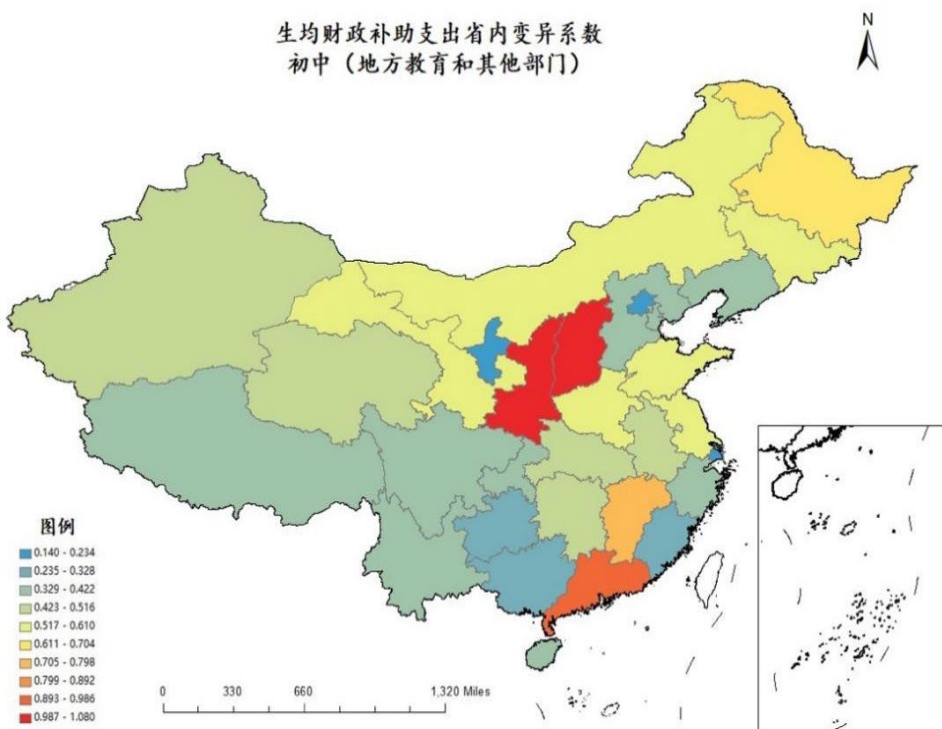 生均财政补助支出省内变异系数
初中（地方教育和其他部门）
N
图例
0.140 - 0.234
0.235 - 0.328
0.329 - 0.422
0.423 - 0.516
0.517 - 0.610
0.611 - 0.704
0.705 - 0.798
0.799 - 0.892
0.893 - 0.986
0.987 - 1.080
0 330 660 1,320 Miles